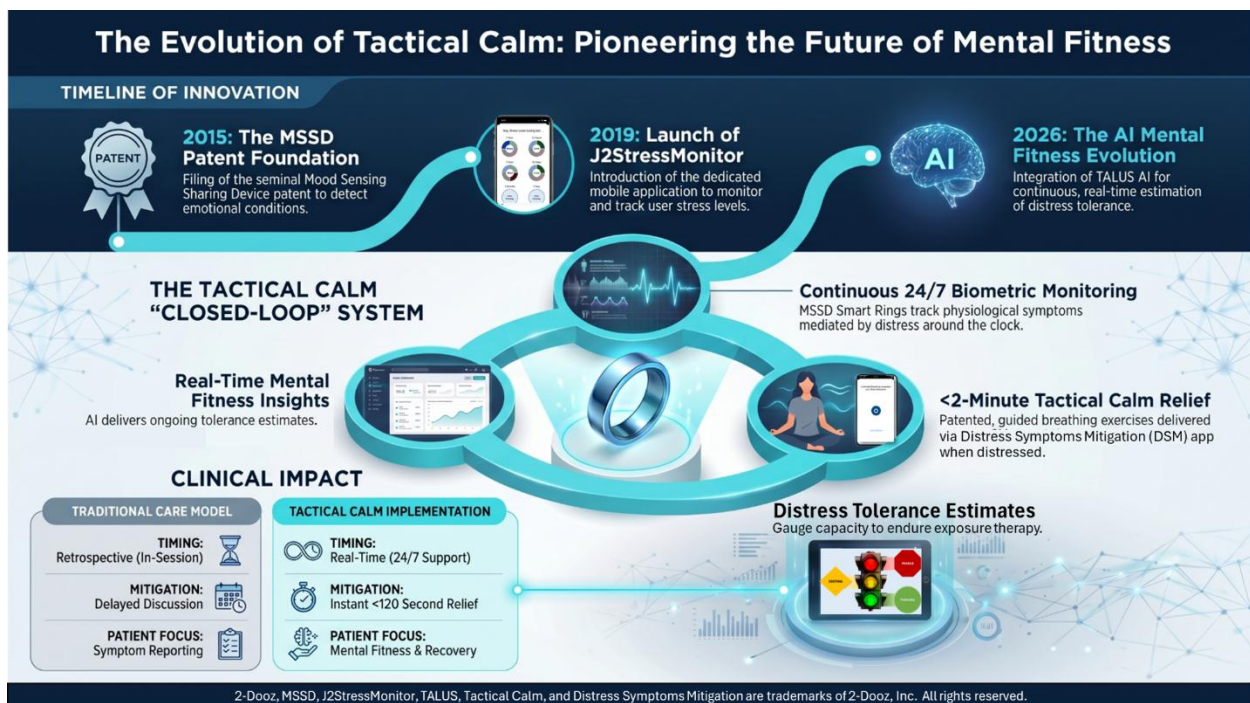 The Evolution of Tactical Calm: Pioneering the Future of Mental Fitness
TIMELINE OF INNOVATION
PATENT
2015: The MSSD
Patent Foundation
Filing of the seminal Mood Sensing
Sharing Device patent to detect
emotional conditions.
2019: Launch of
J2StressMonitor
Introduction of the dedicated
mobile application to monitor
and track user stress levels.
AI
2026: The AI Mental
Fitness Evolution
Integration of TALUS AI for
continuous, real-time estimation
of distress tolerance.
THE TACTICAL CALM
“CLOSED-LOOP” SYSTEM
Continuous 24/7 Biometric Monitoring
MSSD Smart Rings track physiological symptoms
mediated by distress around the clock.
Real-Time Mental
Fitness Insights
AI delivers ongoing tolerance estimates.
<2-Minute Tactical Calm Relief
Patented, guided breathing exercises delivered
via Distress Symptoms Mitigation (DSM) app
when distressed.
CLINICAL IMPACT
TRADITIONAL CARE MODEL
TIMING:
Retrospective (In-Session)
MITIGATION:
Delayed Discussion
PATIENT FOCUS:
Symptom Reporting
TACTICAL CALM IMPLEMENTATION
TIMING:
Real-Time (24/7 Support)
MITIGATION:
Instant <120 Second Relief
PATIENT FOCUS:
Mental Fitness & Recovery
Distress Tolerance Estimates
Gauge capacity to endure exposure therapy.
2-Dooz, MSSD, J2StressMonitor, TALUS, Tactical Calm, and Distress Symptoms Mitigation are trademarks of 2-Dooz, Inc. All rights reserved.